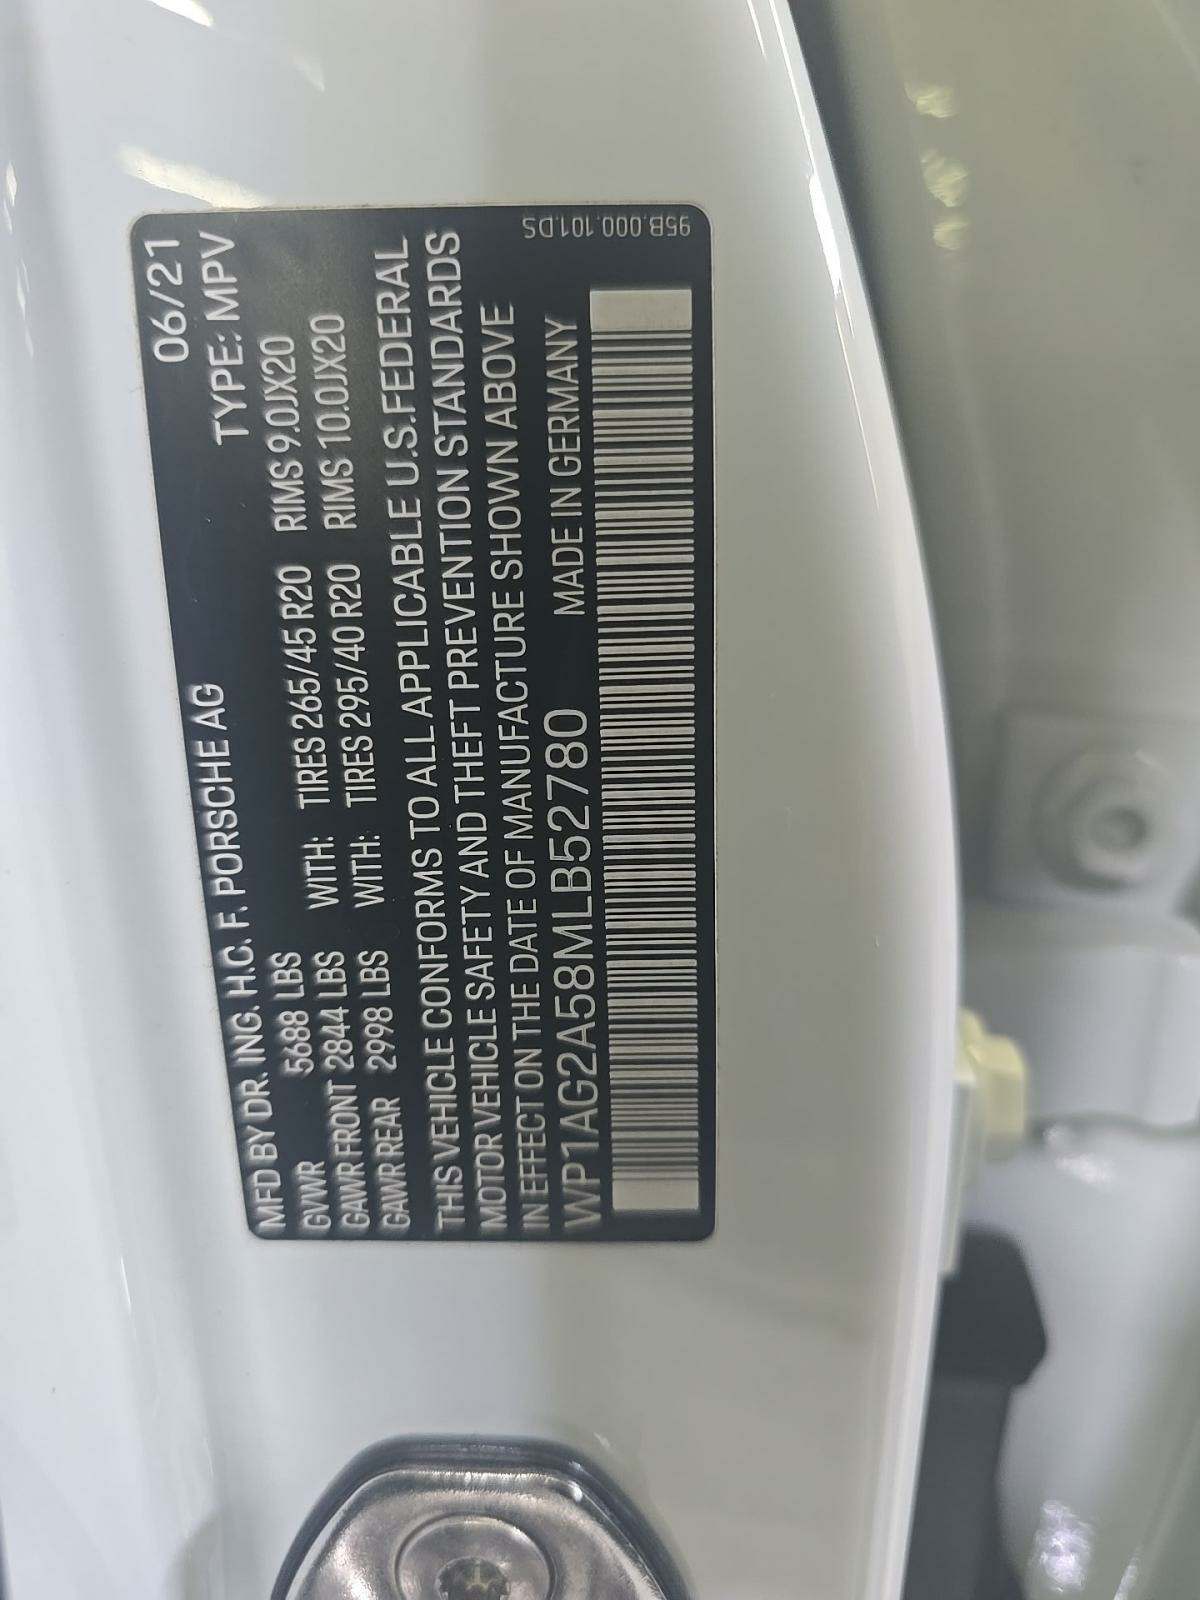 MFD BY DR. ING. H.C. F. PORSCHE AG 06/21
TYPE: MPV
GVWR 5688 LBS WITH: TIRES 265/45 R20 RIMS 9.0JX20
GAWR FRONT 2844 LBS WITH: TIRES 295/40 R20 RIMS 10.0JX20
GAWR REAR 2998 LBS
THIS VEHICLE CONFORMS TO ALL APPLICABLE U.S.FEDERAL
MOTOR VEHICLE SAFETY AND THEFT PREVENTION STANDARDS
IN EFFECT ON THE DATE OF MANUFACTURE SHOWN ABOVE
WP1AG2A58MLB52780 MADE IN GERMANY
95B.000.101.DS